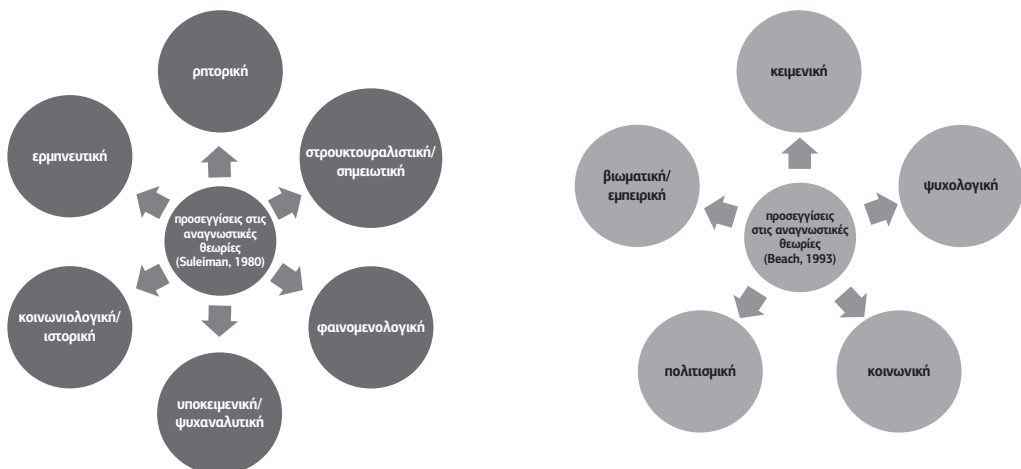 ρητορική
στρουκτουραλιστική/
σημειωτική
φαινομενολογική
υποκειμενική/
ψυχαναλυτική
κοινωνιολογική/
ιστορική
ερμηνευτική
προσεγγίσεις στις
αναγνωστικές
θεωρίες
(Suleiman, 1980)
κειμενική
ψυχολογική
κοινωνική
πολιτισμική
βιωματική/
εμπειρική
προσεγγίσεις
στις αναγνωστικές
θεωρίες
(Beach, 1993)